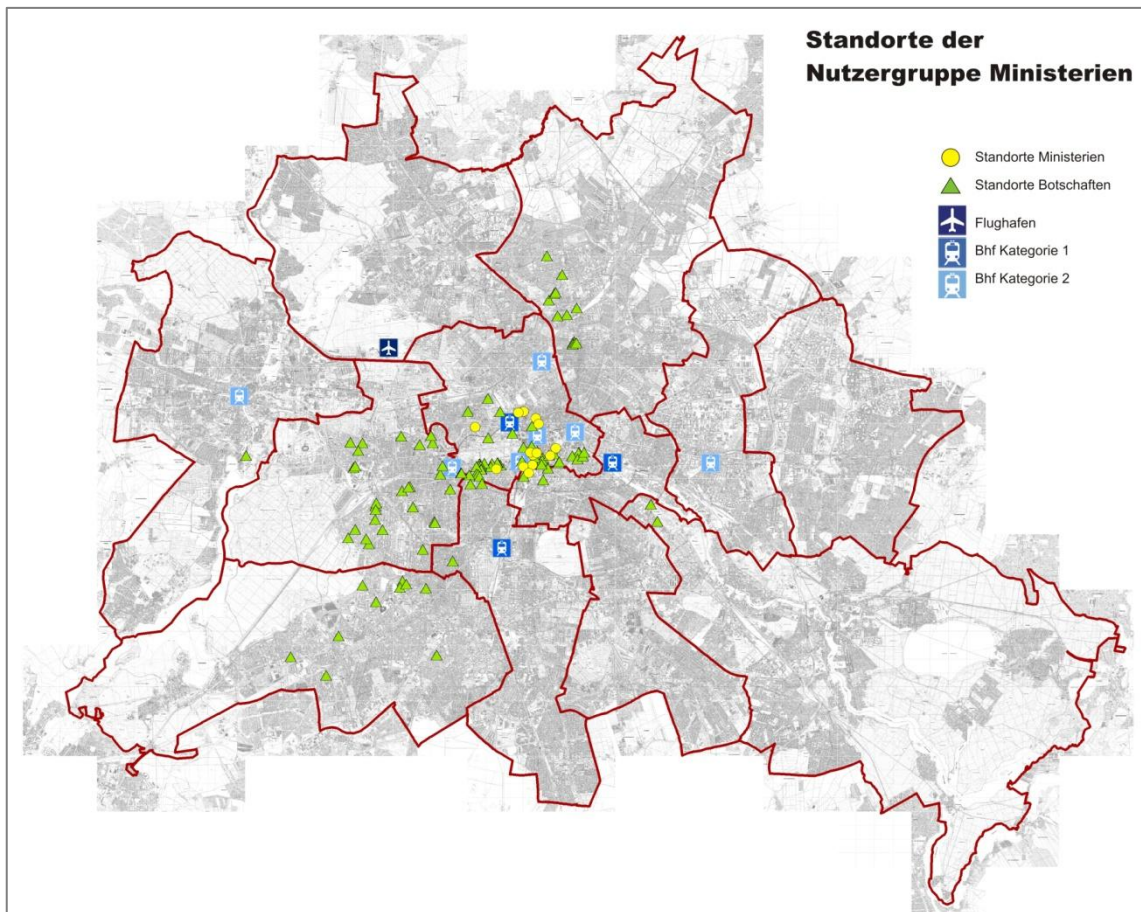 Standorte der
Nutzergruppe Ministerien
Standorte Ministerien
Standorte Botschaften
Flughafen
Bhf Kategorie 1
Bhf Kategorie 2